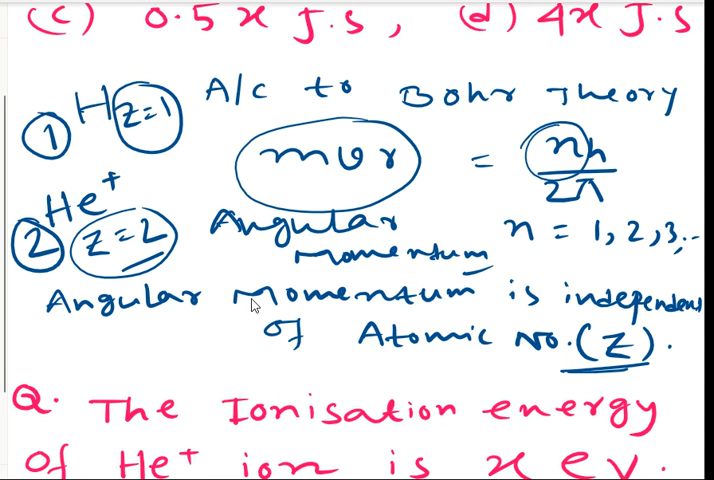 (c) 0.5x J.S, (d) 4x J.S
① H z=1 A/c to Bohr Theory
mvr = nh/2π
② He⁺ z=2 Angular Momentum n = 1, 2, 3,..
Angular Momentum is independent
of Atomic No. (Z).
Q. The Ionisation energy
of He⁺ ion is x eV.